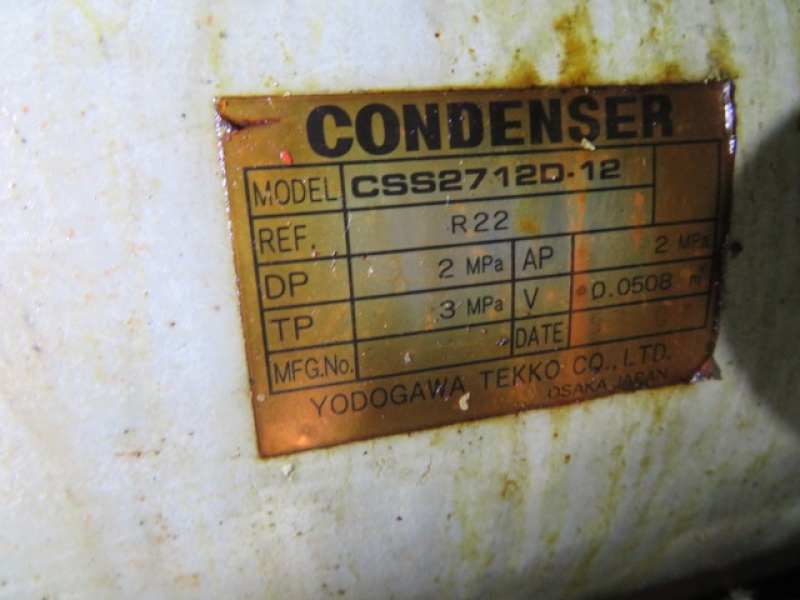 CONDENSER
MODEL CSS2712D-12
REF. R22
DP 2 MPa AP 2 MPa
TP 3 MPa V 0.0508 m³
MFG.No. DATE
YODOGAWA TEKKO CO., LTD.
OSAKA JAPAN